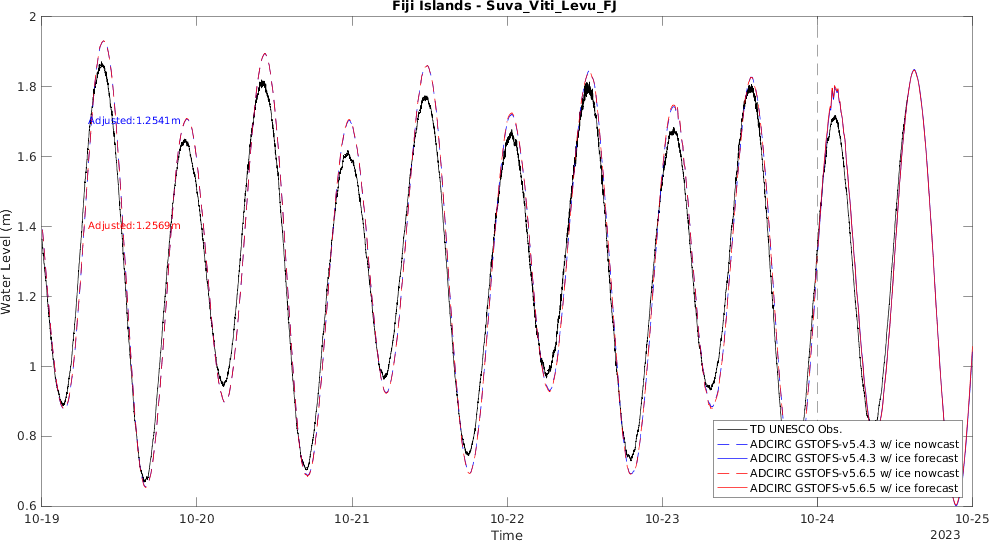 Fiji Islands - Suva_Viti_Levu_FJ
2
1.8
1.6
1.4
1.2
1
0.8
0.6
Water Level (m)
Adjusted:1.2541m
Adjusted:1.2569m
TD UNESCO Obs.
ADCIRC GSTOFS-v5.4.3 w/ ice nowcast
ADCIRC GSTOFS-v5.4.3 w/ ice forecast
ADCIRC GSTOFS-v5.6.5 w/ ice nowcast
ADCIRC GSTOFS-v5.6.5 w/ ice forecast
10-19 10-20 10-21 10-22 10-23 10-24 10-25
Time
2023